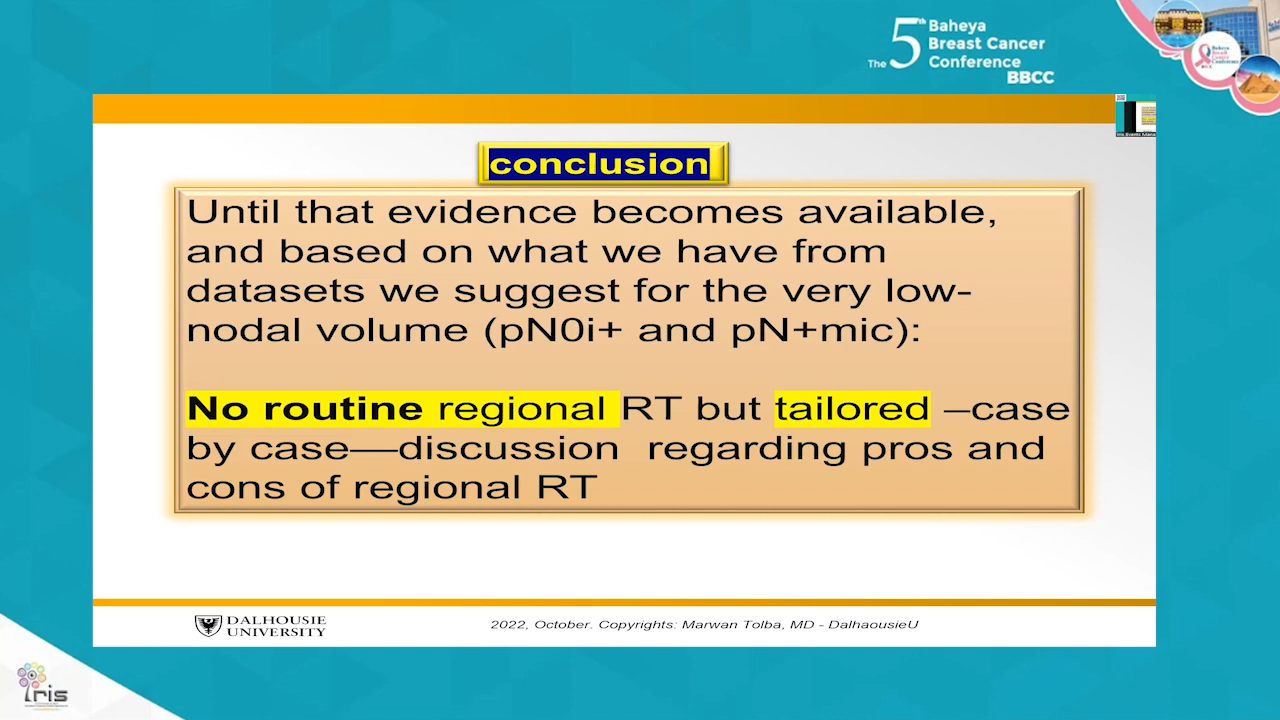 The 5th Baheya
Breast Cancer
Conference
BBCC
conclusion
Until that evidence becomes available,
and based on what we have from
datasets we suggest for the very low-
nodal volume (pN0i+ and pN+mic):
No routine regional RT but tailored –case
by case—discussion  regarding pros and
cons of regional RT
DALHOUSIE
UNIVERSITY
2022, October. Copyrights: Marwan Tolba, MD - DalhaousieU
Iris